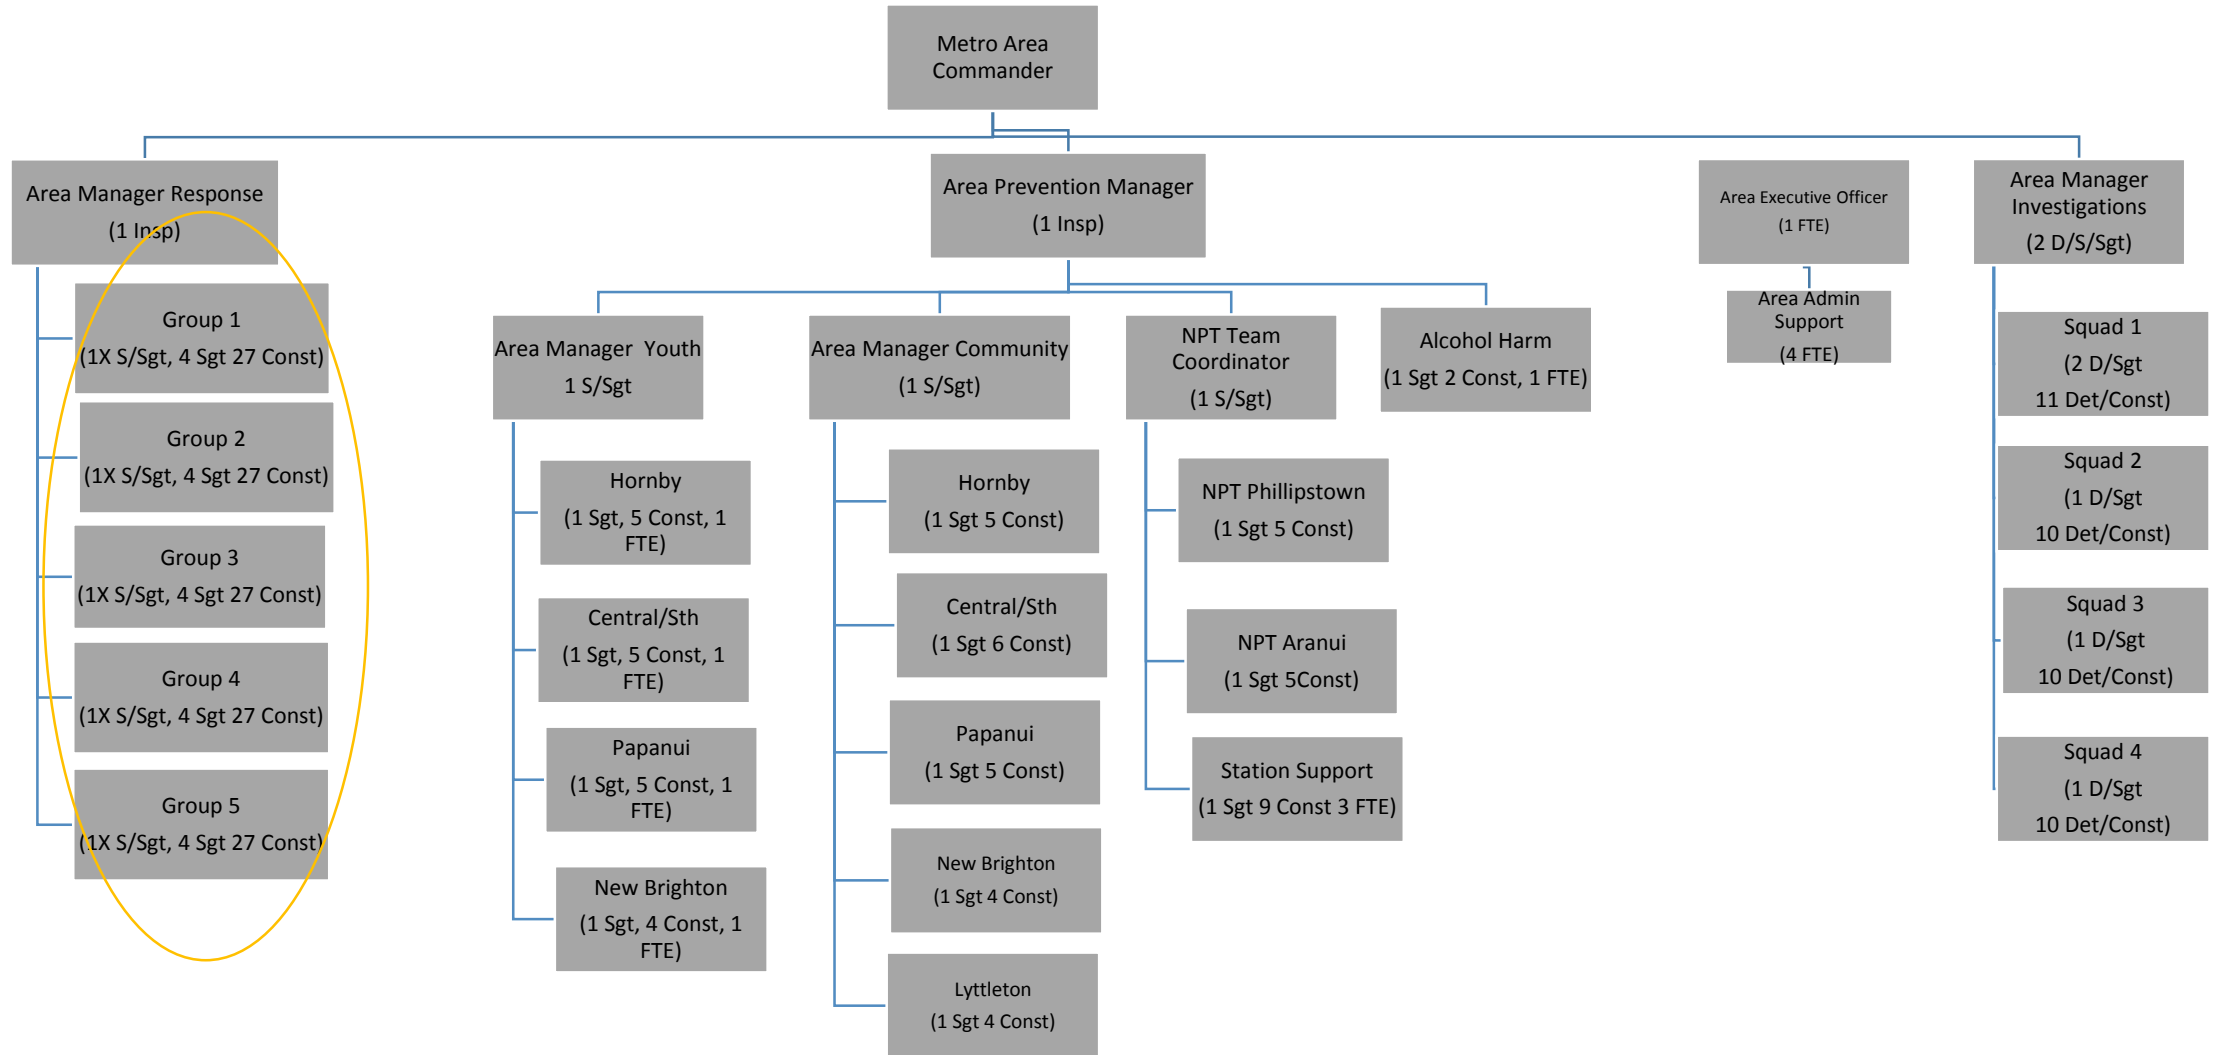 Metro Area
Commander
Area Manager Response
(1 Insp)
Group 1
(1X S/Sgt, 4 Sgt 27 Const)
Group 2
(1X S/Sgt, 4 Sgt 27 Const)
Group 3
(1X S/Sgt, 4 Sgt 27 Const)
Group 4
(1X S/Sgt, 4 Sgt 27 Const)
Group 5
(1X S/Sgt, 4 Sgt 27 Const)
Area Prevention Manager
(1 Insp)
Area Manager Youth
1 S/Sgt
Hornby
(1 Sgt, 5 Const, 1
FTE)
Central/Sth
(1 Sgt, 5 Const, 1
FTE)
Papanui
(1 Sgt, 5 Const, 1
FTE)
New Brighton
(1 Sgt, 4 Const, 1
FTE)
Area Manager Community
(1 S/Sgt)
Hornby
(1 Sgt 5 Const)
Central/Sth
(1 Sgt 6 Const)
Papanui
(1 Sgt 5 Const)
New Brighton
(1 Sgt 4 Const)
Lyttleton
(1 Sgt 4 Const)
NPT Team
Coordinator
(1 S/Sgt)
NPT Phillipstown
(1 Sgt 5 Const)
NPT Aranui
(1 Sgt 5Const)
Station Support
(1 Sgt 9 Const 3 FTE)
Alcohol Harm
(1 Sgt 2 Const, 1 FTE)
Area Executive Officer
(1 FTE)
Area Admin
Support
(4 FTE)
Area Manager
Investigations
(2 D/S/Sgt)
Squad 1
(2 D/Sgt
11 Det/Const)
Squad 2
(1 D/Sgt
10 Det/Const)
Squad 3
(1 D/Sgt
10 Det/Const)
Squad 4
(1 D/Sgt
10 Det/Const)